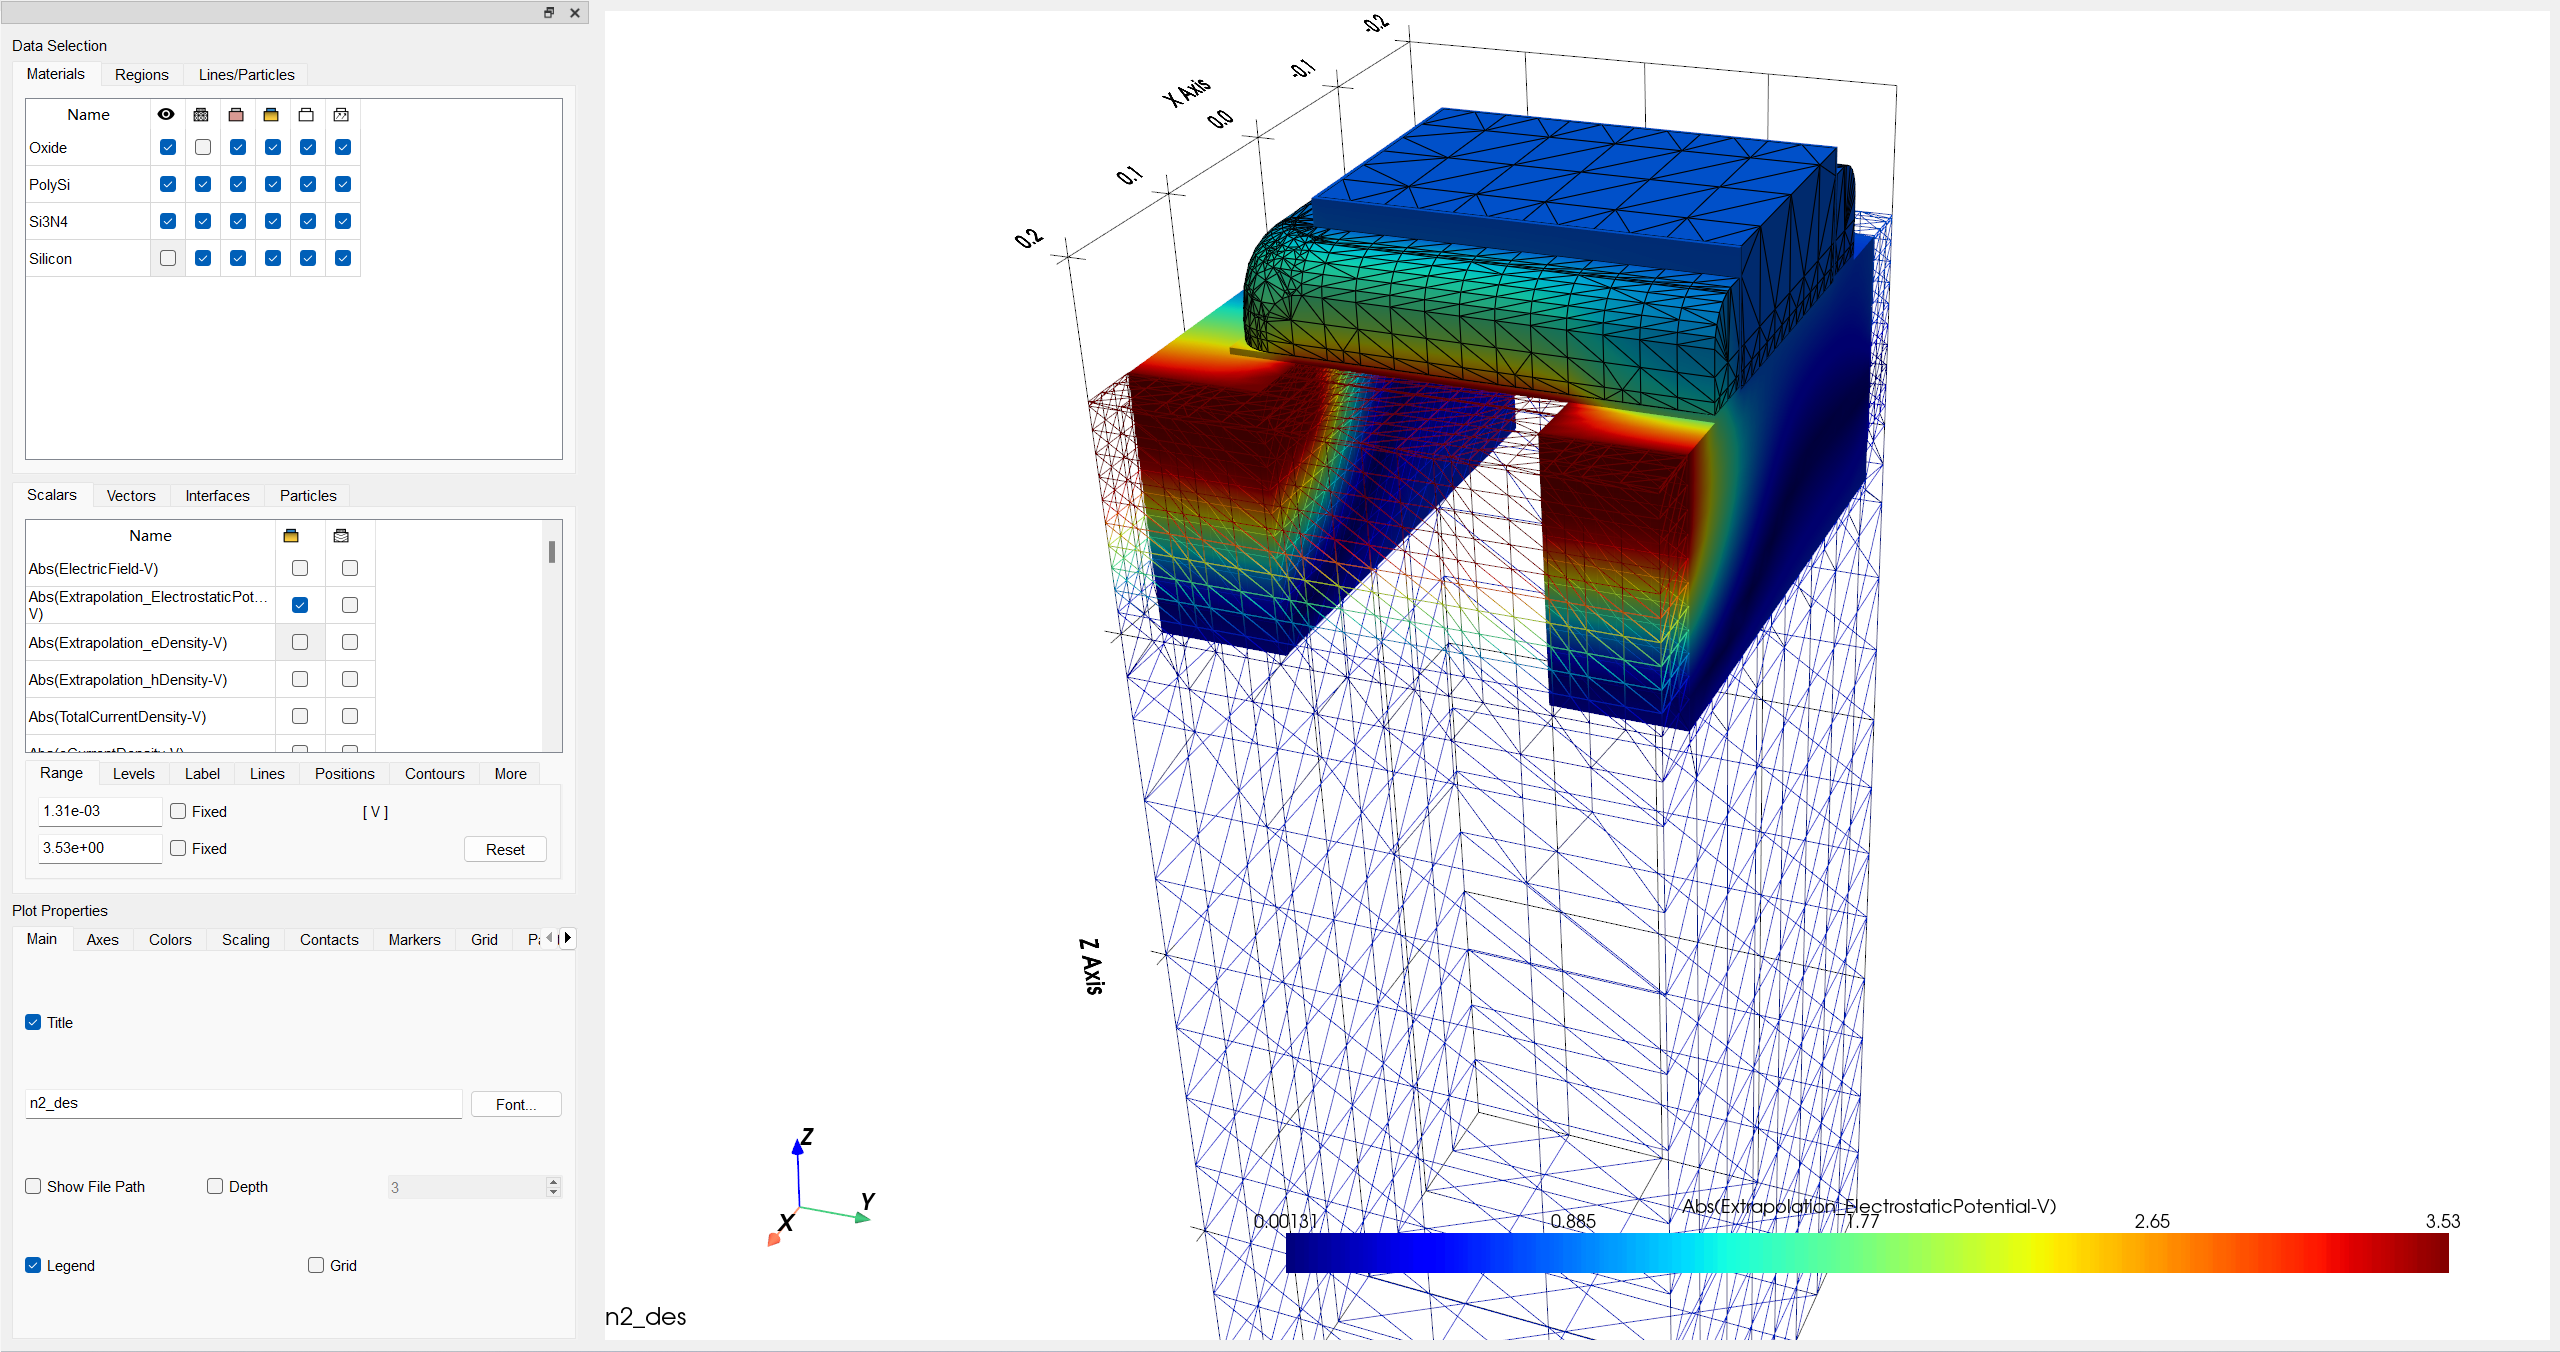 Data Selection
Materials Regions Lines/Particles
Name
Oxide
PolySi
Si3N4
Silicon
Scalars Vectors Interfaces Particles
Name
Abs(ElectricField-V)
Abs(Extrapolation_ElectrostaticPot...
V)
Abs(Extrapolation_eDensity-V)
Abs(Extrapolation_hDensity-V)
Abs(TotalCurrentDensity-V)
Abs(eCurrentDensity-V)
Range Levels Label Lines Positions Contours More
1.31e-03 Fixed [ V ]
3.53e+00 Fixed Reset
Plot Properties
Main Axes Colors Scaling Contacts Markers Grid
Title
n2_des Font...
Show File Path Depth 3
Legend Grid
-0.2
-0.1
X Axis
0.0
0.1
0.2
Z Axis
Z
Y
X
Abs(Extrapolation_ElectrostaticPotential-V)
0.00131 0.885 1.77 2.65 3.53
n2_des